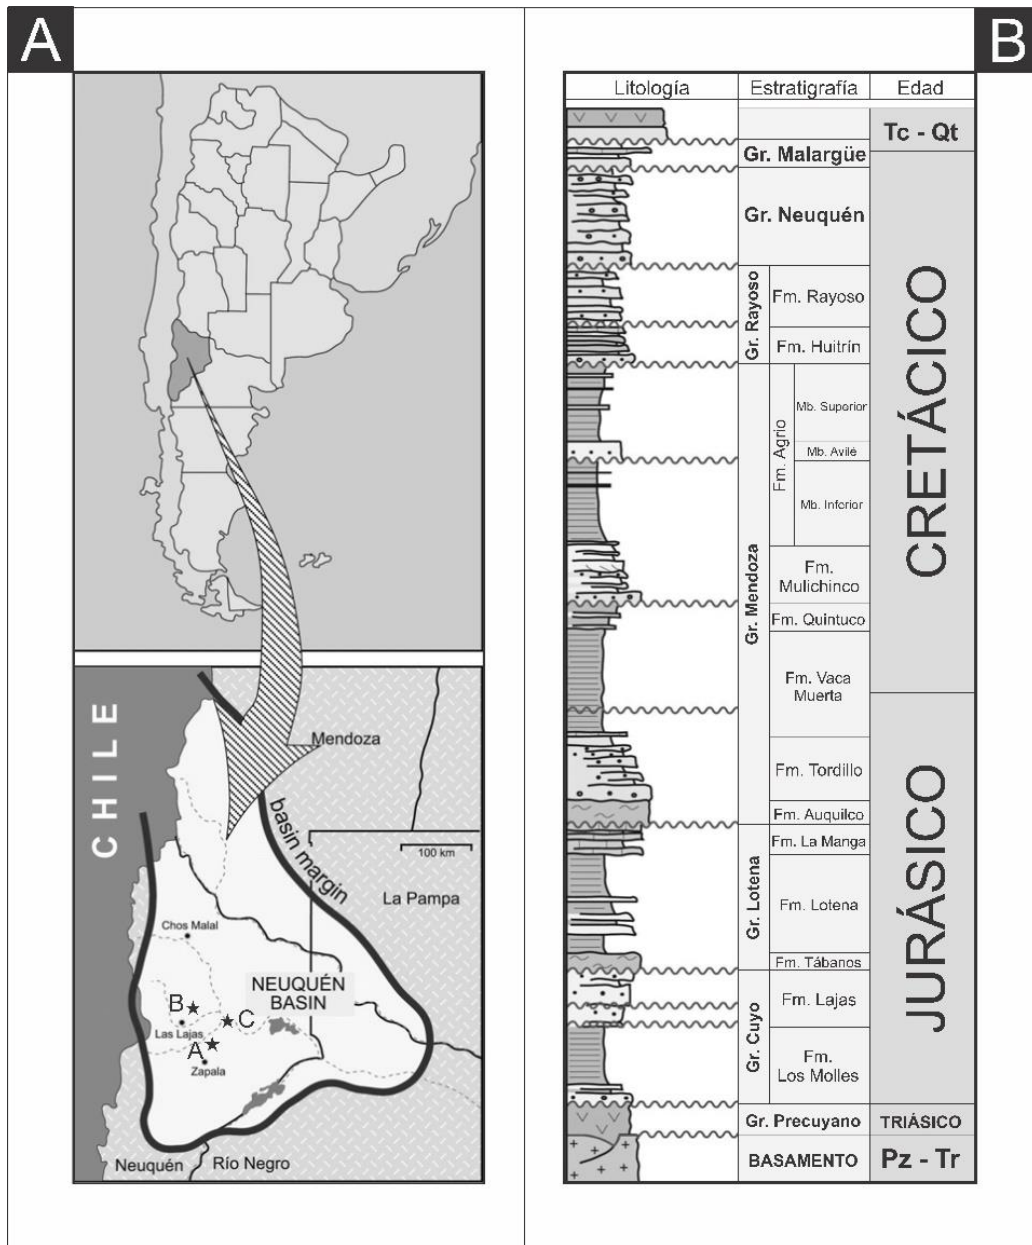 A
CHILE
Mendoza
basin margin
100 km
La Pampa
Chos Malal
NEUQUÉN
BASIN
B
C
Las Lajas
A
Zapala
Neuquén
Río Negro
B
Litología
Estratigrafía
Edad
Tc - Qt
Gr. Malargüe
Gr. Neuquén
Gr. Rayoso
Fm. Rayoso
Fm. Huitrín
CRETÁCICO
Gr. Mendoza
Fm. Agrio
Mb. Superior
Mb. Avilé
Mb. Inferior
Fm.
Mulichinco
Fm. Quintuco
Fm. Vaca
Muerta
Fm. Tordillo
Fm. Auquilco
JURÁSICO
Gr. Lotena
Fm. La Manga
Fm. Lotena
Fm. Tábanos
Gr. Cuyo
Fm. Lajas
Fm.
Los Molles
Gr. Precuyano
TRIÁSICO
BASAMENTO
Pz - Tr